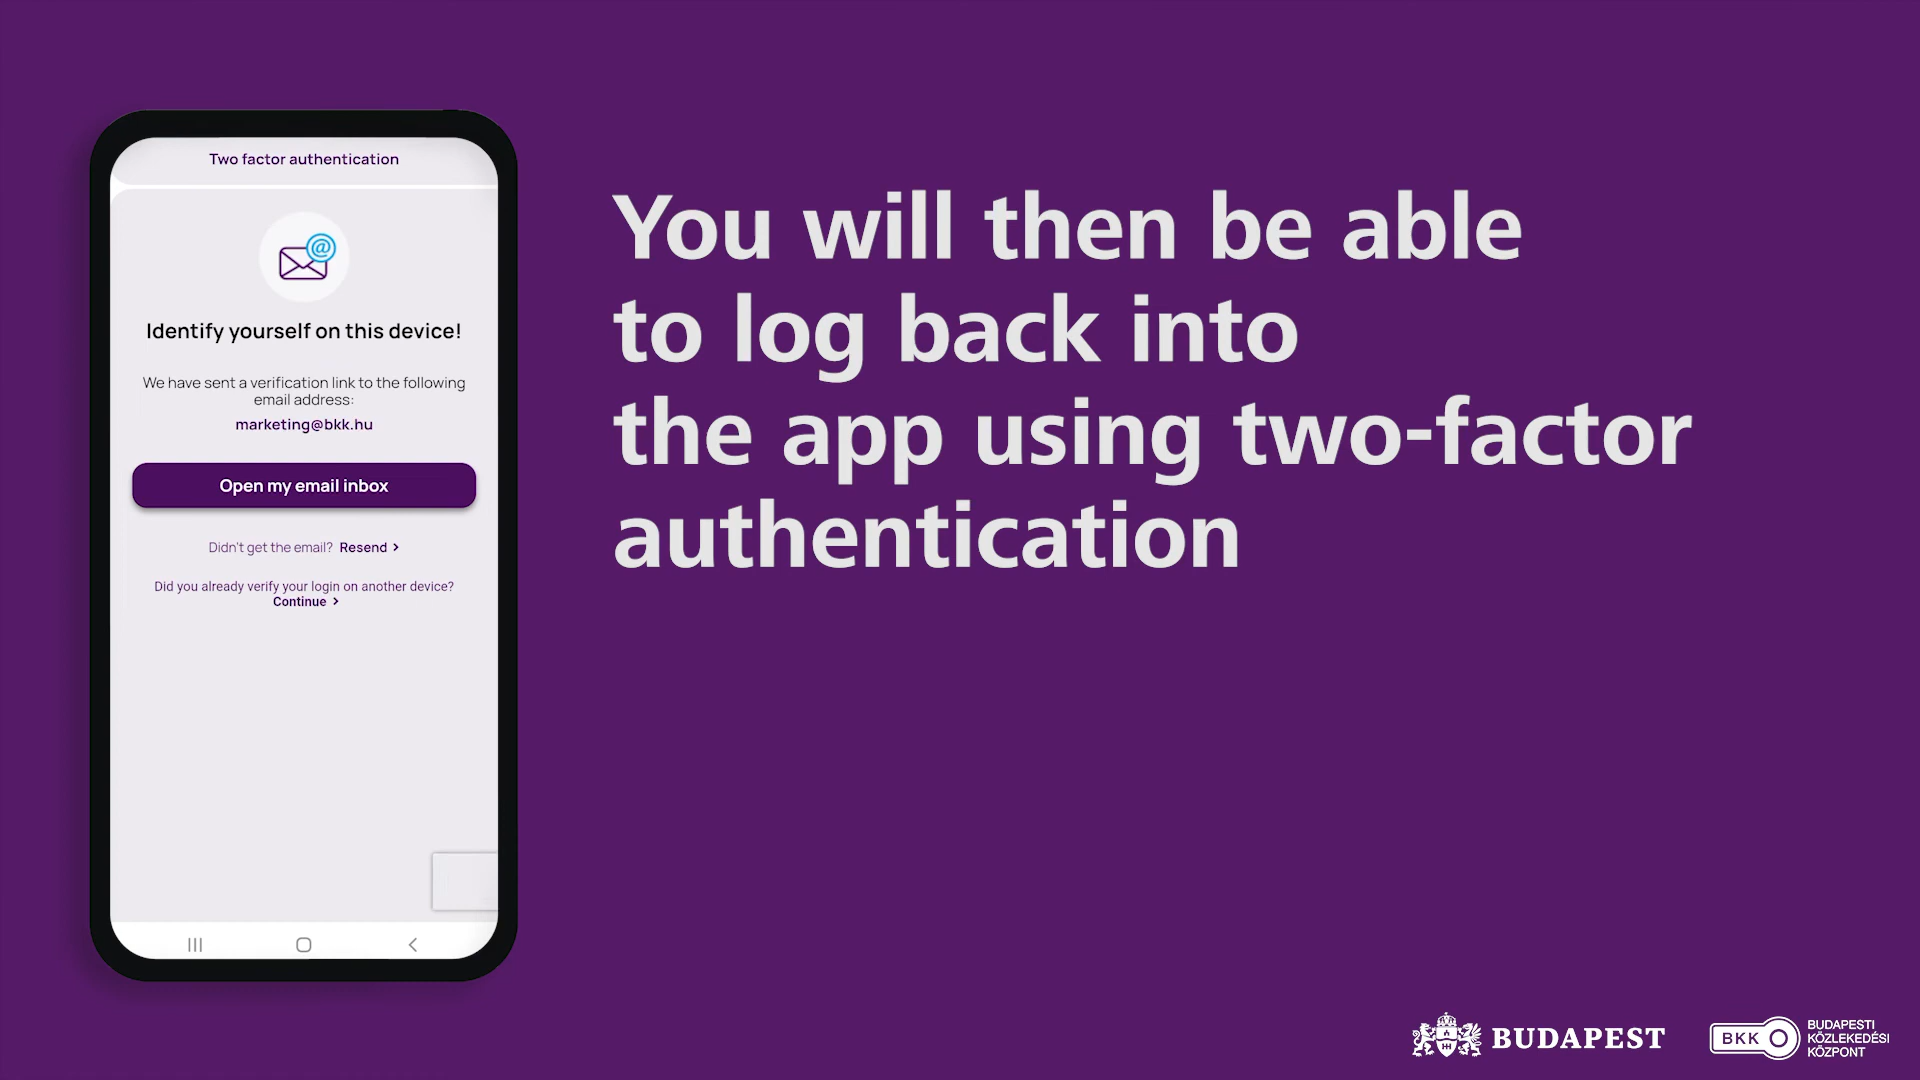 Two factor authentication
@
Identify yourself on this device!
We have sent a verification link to the following
email address:
marketing@bkk.hu
Open my email inbox
Didn't get the email? Resend >
Did you already verify your login on another device?
Continue >
You will then be able
to log back into
the app using two-factor
authentication
BUDAPEST
BKK
BUDAPESTI
KÖZLEKEDÉSI
KÖZPONT